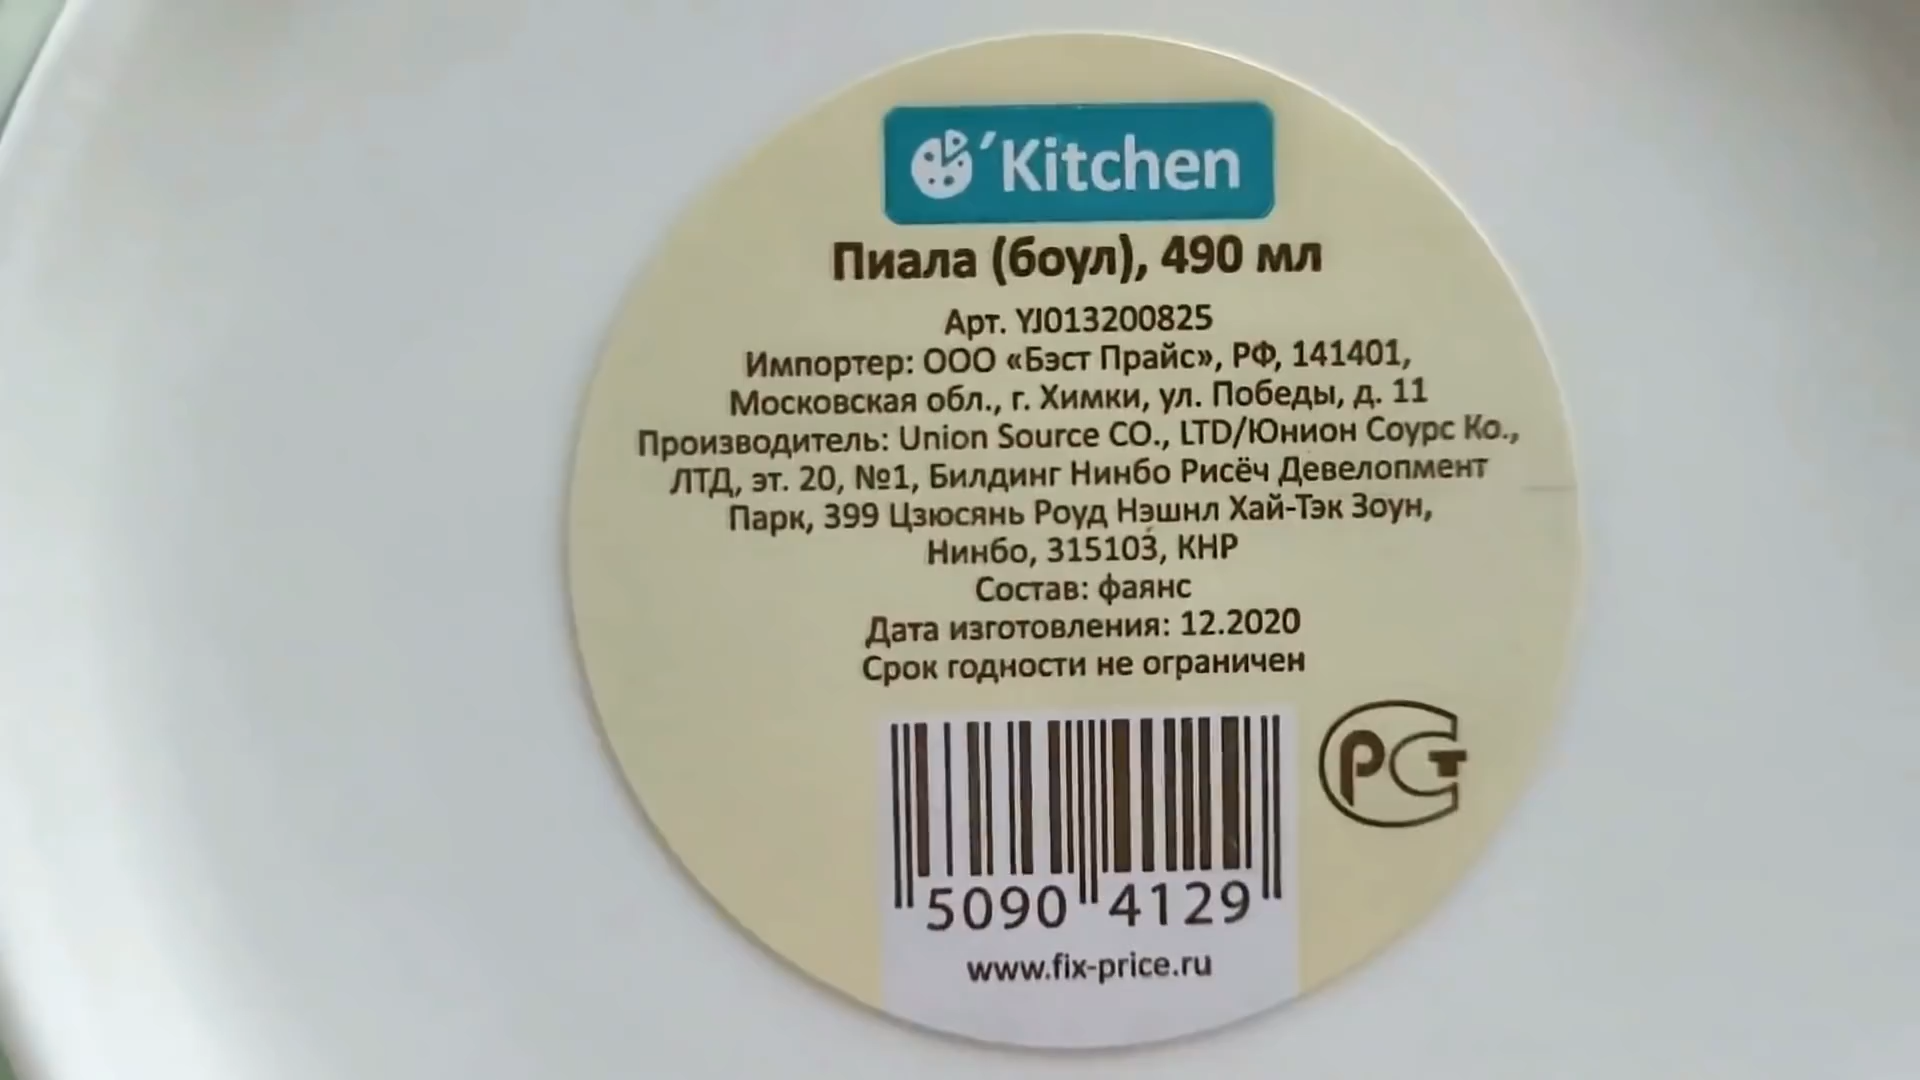 'Kitchen
Пиала (боул), 490 мл
Арт. YJ013200825
Импортер: ООО «Бэст Прайс», РФ, 141401,
Московская обл., г. Химки, ул. Победы, д. 11
Производитель: Union Source CO., LTD/Юнион Соурс Ко.,
ЛТД, эт. 20, №1, Билдинг Нинбо Рисёч Девелопмент
Парк, 399 Цзюсянь Роуд Нэшнл Хай-Тэк Зоун,
Нинбо, 315103, КНР
Состав: фаянс
Дата изготовления: 12.2020
Срок годности не ограничен
РСТ
5090 4129
www.fix-price.ru